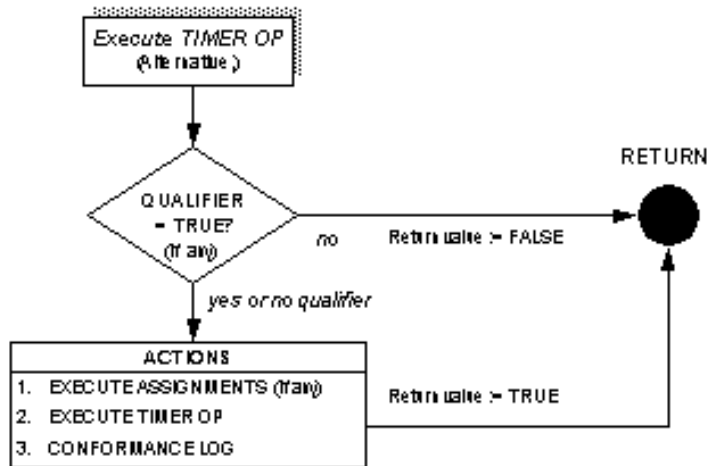 Execute TIMER OP
(Alternative,)
QUALIFIER
= TRUE?
(if any)
no
Return value := FALSE
RETURN
yes or no qualifier
ACTIONS
1. EXECUTE ASSIGNMENTS (if any)
2. EXECUTE TIMER OP
3. CONFORMANCE LOG
Return value := TRUE